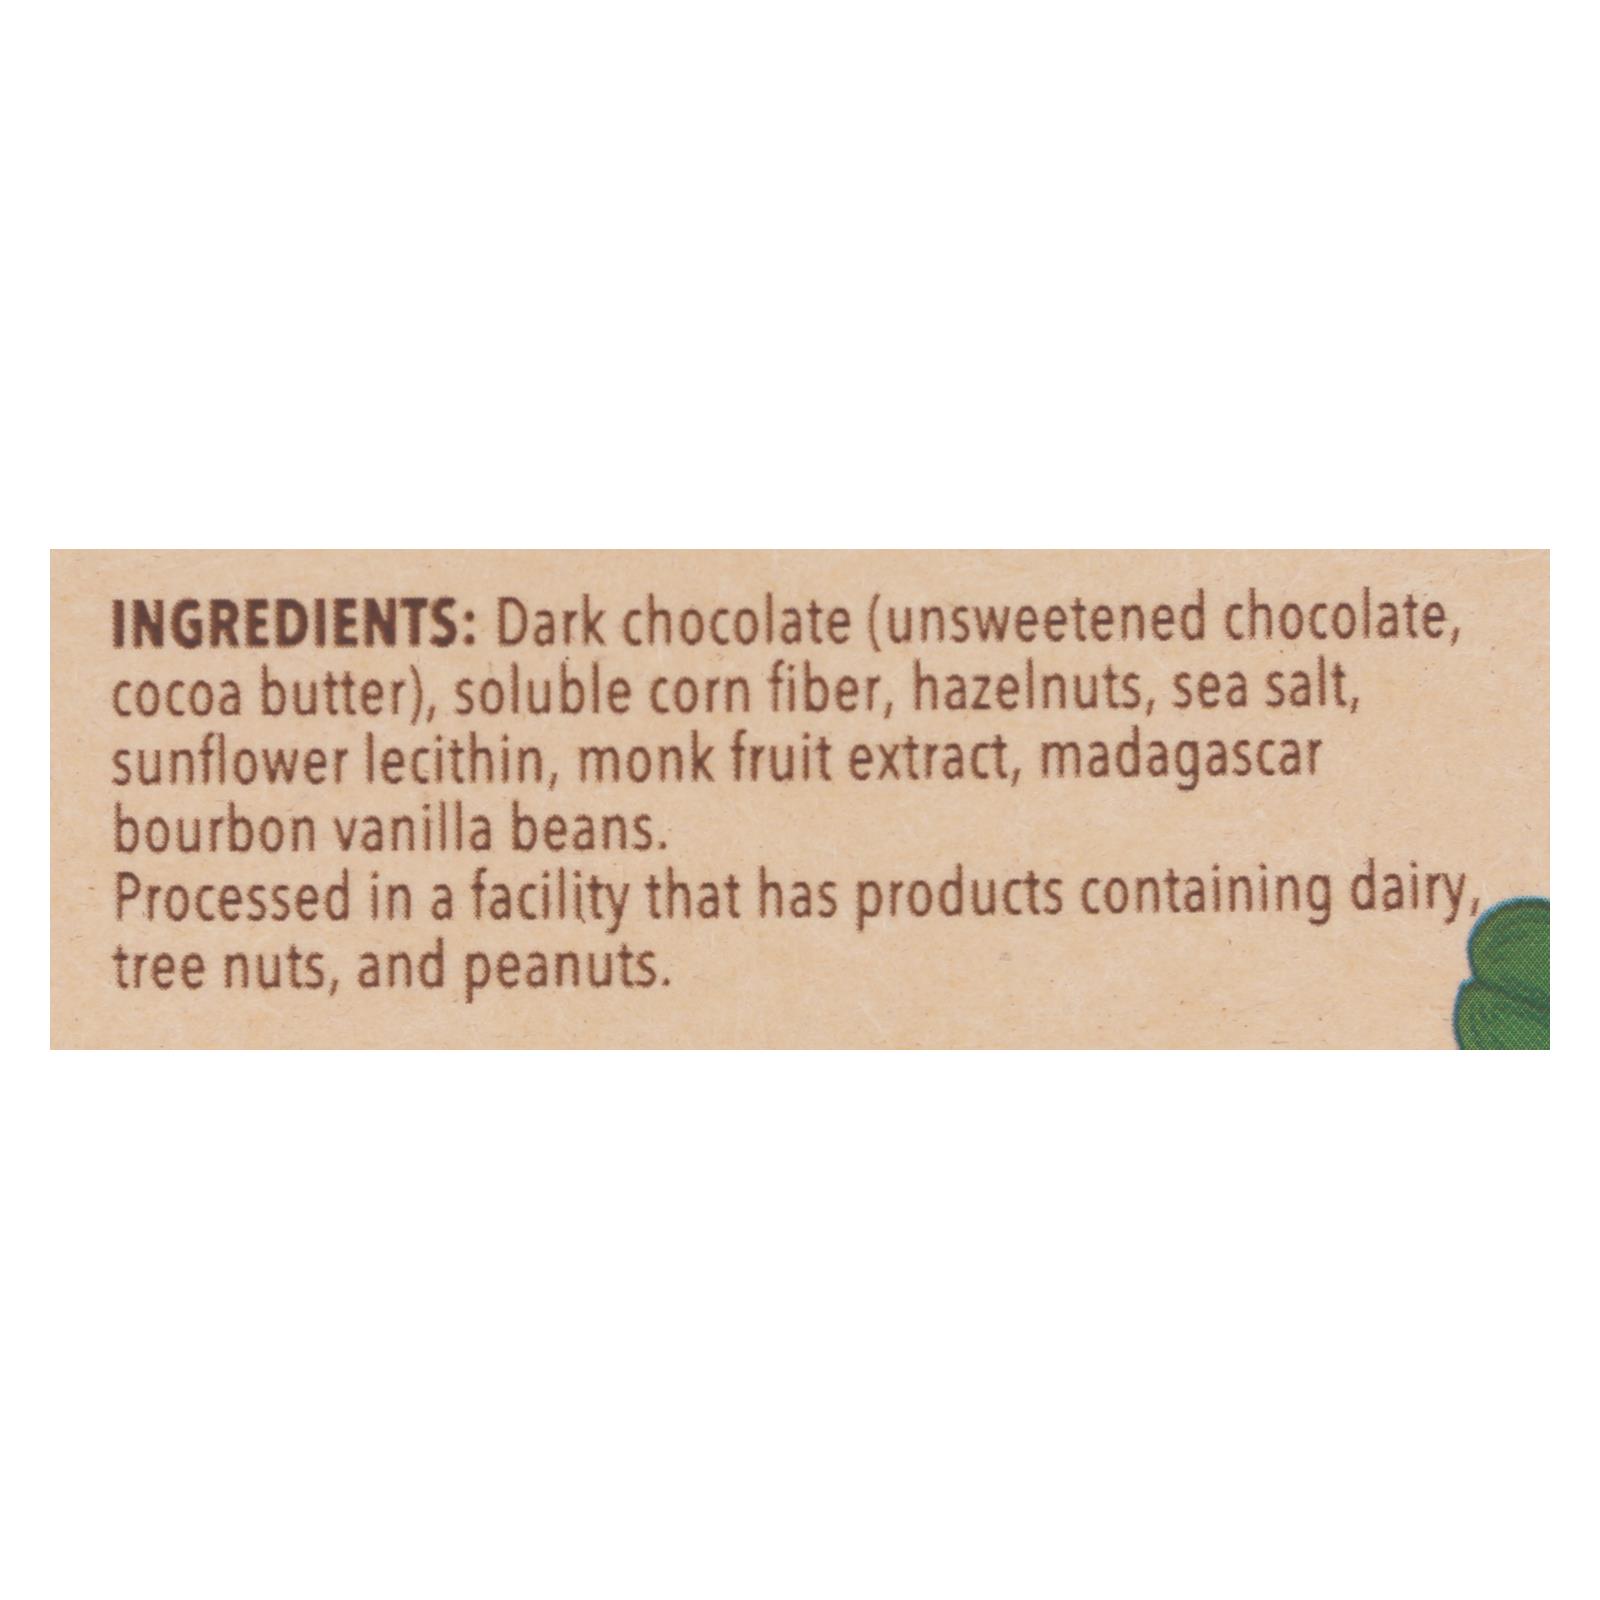 INGREDIENTS: Dark chocolate (unsweetened chocolate,
cocoa butter), soluble corn fiber, hazelnuts, sea salt,
sunflower lecithin, monk fruit extract, madagascar
bourbon vanilla beans.
Processed in a facility that has products containing dairy,
tree nuts, and peanuts.